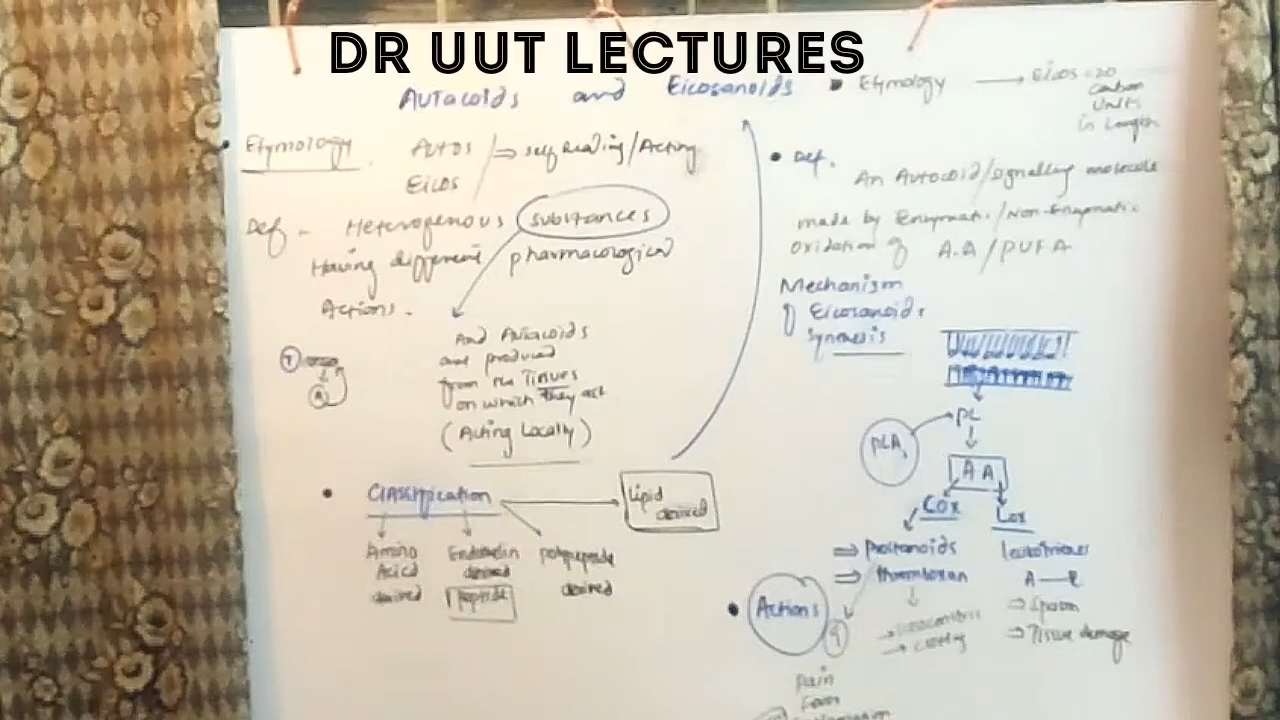 DR UUT LECTURES
Autacoids and Eicosanoids
• Etymology
Autos
Eicos
⇒ self Healing/Acting
Def - Heterogenous substances
Having different pharmacological
Actions.
And Autacoids
are produced
from the Tissues
on which they act
(Acting Locally)
• Classification
Lipid
derived
Amino
Acid
derived
Endothelin
derived
Peptide
polypeptide
derived
• Etymology → Eicos = 20
Carbon
Units
in Length
• Def.
An Autocoid/signalling molecule
made by Enzymatic/Non-Enzymatic
Oxidation of A.A/PUFA
Mechanism
of Eicosanoids
Synthesis
PL
PLA
AA
Cox
Lox
⇒ Prostanoids
⇒ thromboxan
A
⇒ Spasm
⇒ Tissue damage
• Actions
→ clotting
Pain